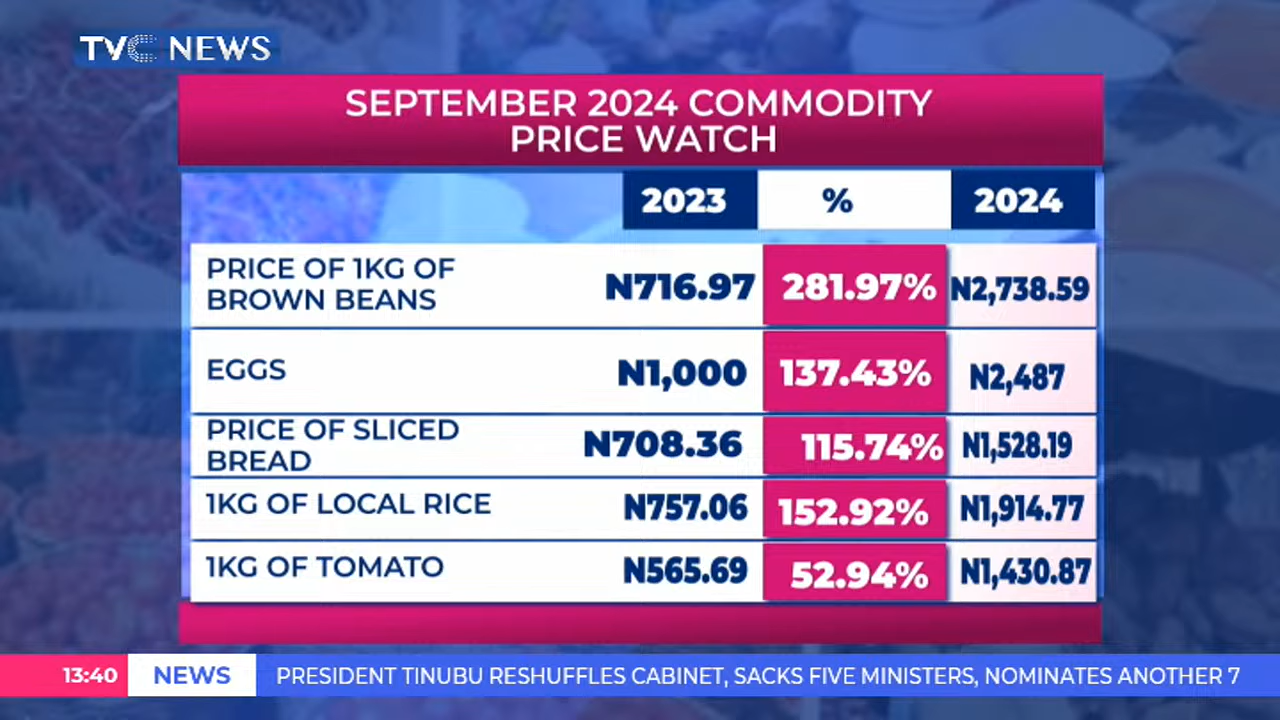 TVC NEWS
SEPTEMBER 2024 COMMODITY
PRICE WATCH
2023 % 2024
PRICE OF 1KG OF
BROWN BEANS
N716.97 281.97% N2,738.59
EGGS N1,000 137.43% N2,487
PRICE OF SLICED
BREAD
N708.36 115.74% N1,528.19
1KG OF LOCAL RICE N757.06 152.92% N1,914.77
1KG OF TOMATO N565.69 52.94% N1,430.87
13:40 NEWS PRESIDENT TINUBU RESHUFFLES CABINET, SACKS FIVE MINISTERS, NOMINATES ANOTHER 7